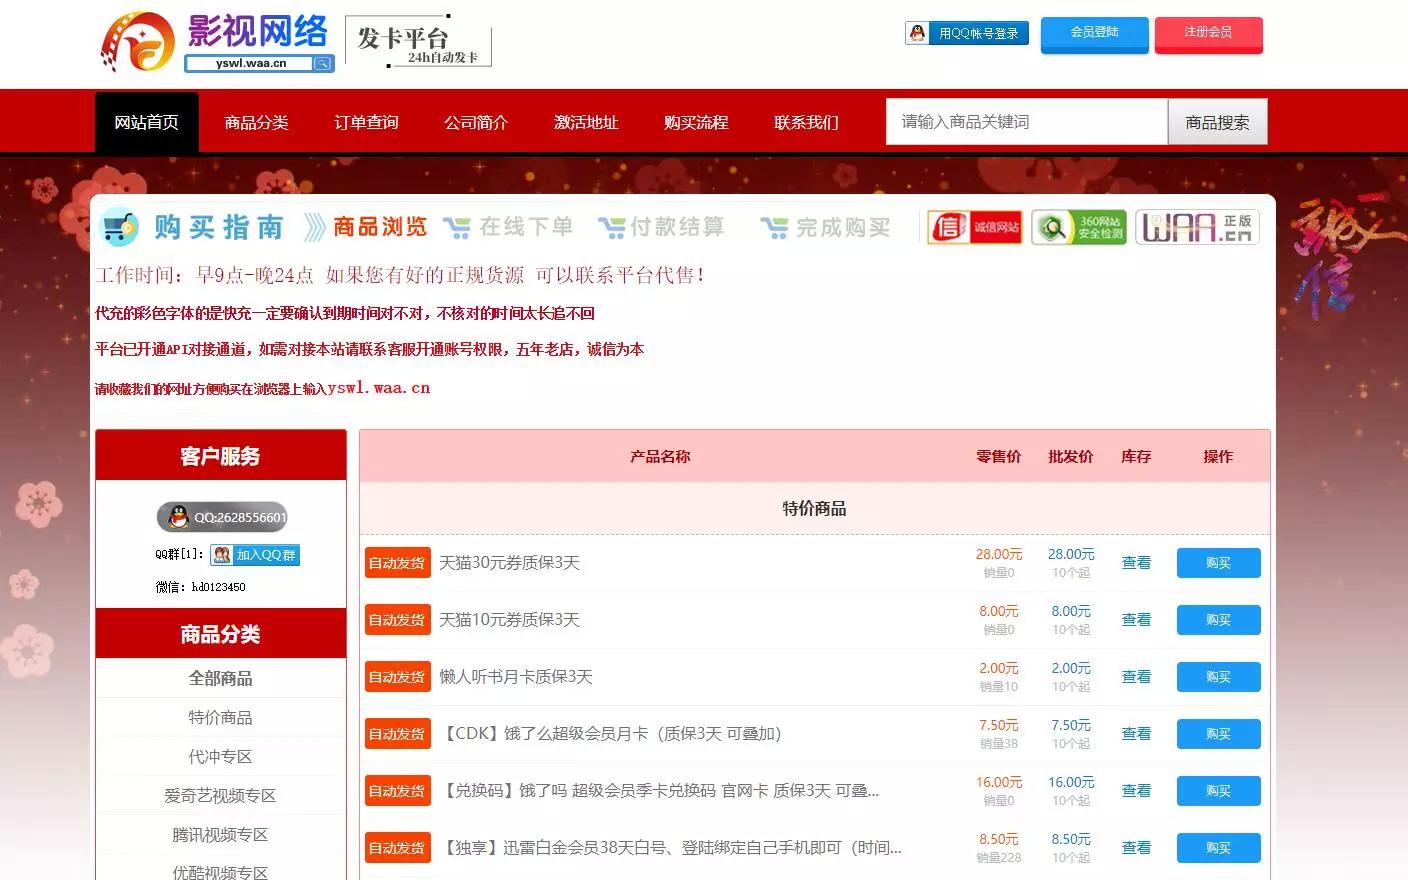 影视网络
yswl.waa.cn
发卡平台
24h自动发卡
用QQ帐号登录
会员登陆
注册会员
网站首页 商品分类 订单查询 公司简介 激活地址 购买流程 联系我们
请输入商品关键词
商品搜索
购买指南 商品浏览 在线下单 付款结算 完成购买
信 诚信网站
360网站
安全检测
WAA.cn 正版
诚信
工作时间：早9点-晚24点 如果您有好的正规货源 可以联系平台代售！
代充的彩色字体的是快充一定要确认到期时间对不对，不核对的时间太长追不回
平台已开通API对接通道，如需对接本站请联系客服开通账号权限，五年老店，诚信为本
请收藏我们的网址方便购买在浏览器上输入yswl.waa.cn
客户服务
QQ:2628556601
QQ群[1]： 加入QQ群
微信：hd0123450
商品分类
全部商品
特价商品
代冲专区
爱奇艺视频专区
腾讯视频专区
优酷视频专区
产品名称 零售价 批发价 库存 操作
特价商品
自动发货 天猫30元券质保3天 28.00元 28.00元 查看 购买
销量0 10个起
自动发货 天猫10元券质保3天 8.00元 8.00元 查看 购买
销量0 10个起
自动发货 懒人听书月卡质保3天 2.00元 2.00元 查看 购买
销量10 10个起
自动发货 【CDK】饿了么超级会员月卡（质保3天 可叠加） 7.50元 7.50元 查看 购买
销量38 10个起
自动发货 【兑换码】饿了吗 超级会员季卡兑换码 官网卡 质保3天 可叠... 16.00元 16.00元 查看 购买
销量0 10个起
自动发货 【独享】迅雷白金会员38天白号、登陆绑定自己手机即可（时间... 8.50元 8.50元 查看 购买
销量228 10个起